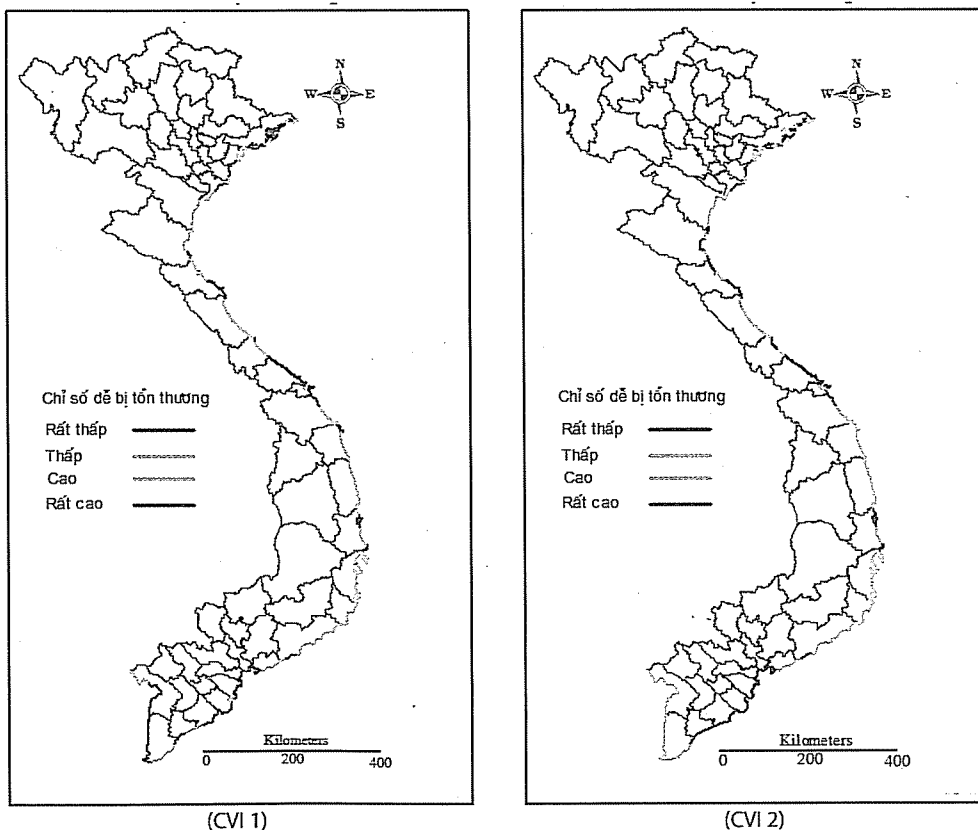 N
W E
S
Chỉ số dễ bị tổn thương
Rất thấp
Thấp
Cao
Rất cao
Kilometers
0 200 400
(CVI 1)
N
W E
S
Chỉ số dễ bị tổn thương
Rất thấp
Thấp
Cao
Rất cao
Kilometers
0 200 400
(CVI 2)